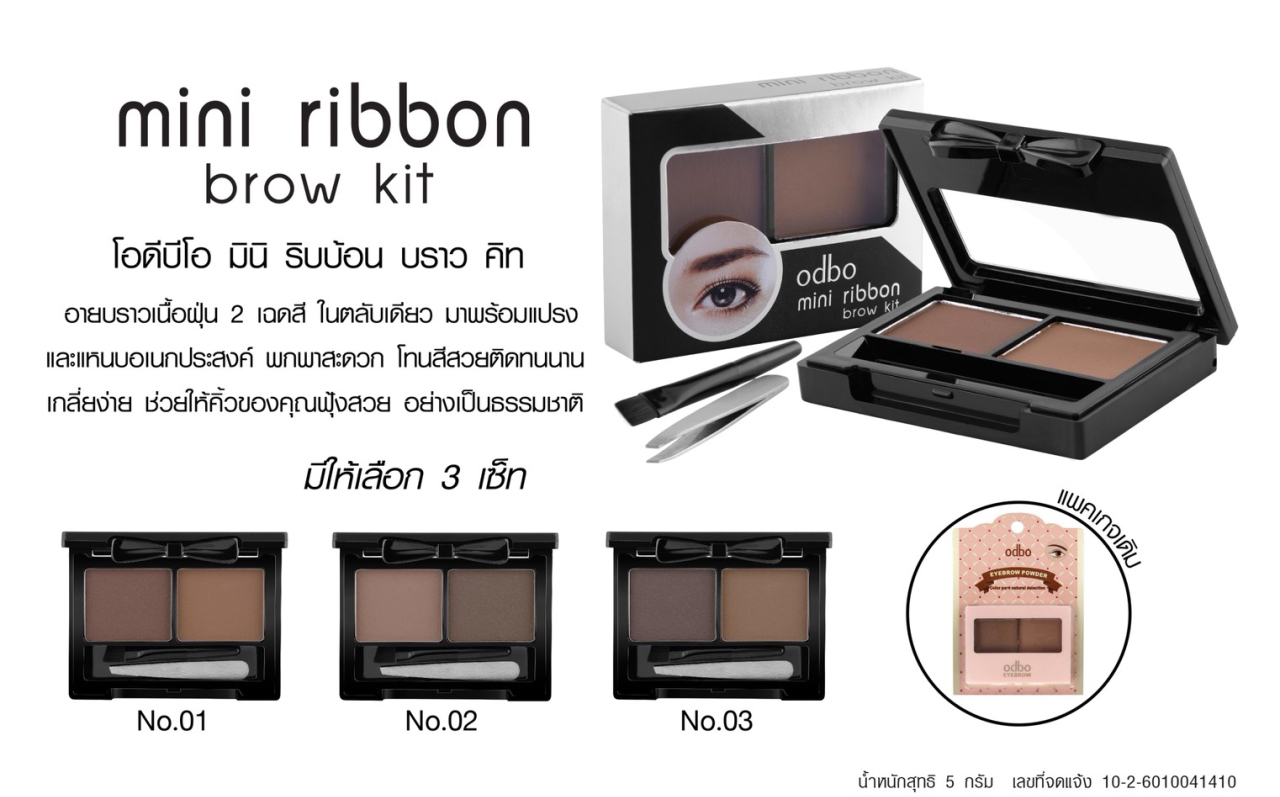 mini ribbon
brow kit
โอดีบีโอ มินิ ริบบ้อน บราว คิท
อายบราวเนื้อฝุ่น 2 เฉดสี ในตลับเดียว มาพร้อมแปรง
และแหนบอเนกประสงค์ พกพาสะดวก โทนสีสวยติดทนนาน
เกลี่ยง่าย ช่วยให้คิ้วของคุณฟุ้งสวย อย่างเป็นธรรมชาติ
มีให้เลือก 3 เซ็ท
mini ribbon
brow kit
odbo
mini ribbon
brow kit
No.01
No.02
No.03
แพคเกจเดิม
odbo
EYEBROW POWDER
odbo
EYEBROW
น้ำหนักสุทธิ 5 กรัม เลขที่จดแจ้ง 10-2-6010041410